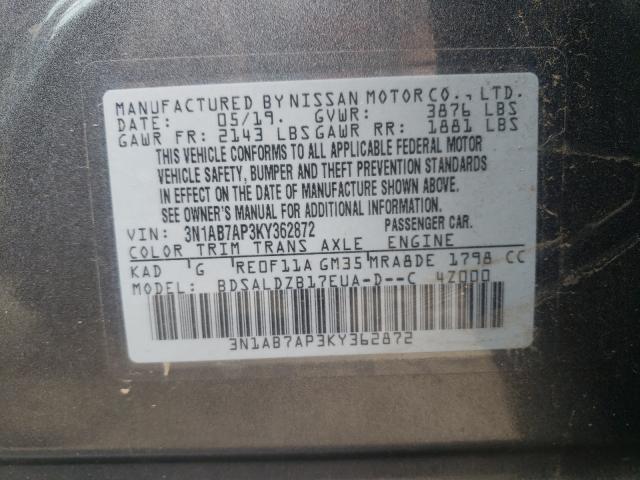 MANUFACTURED BY NISSAN MOTOR CO., LTD.
DATE: 05/19. GVWR: 3876 LBS
GAWR FR: 2143 LBS GAWR RR: 1881 LBS
THIS VEHICLE CONFORMS TO ALL APPLICABLE FEDERAL MOTOR
VEHICLE SAFETY, BUMPER AND THEFT PREVENTION STANDARDS
IN EFFECT ON THE DATE OF MANUFACTURE SHOWN ABOVE.
SEE OWNER'S MANUAL FOR ADDITIONAL INFORMATION.
VIN: 3N1AB7AP3KY362872 PASSENGER CAR.
COLOR TRIM TRANS AXLE ENGINE
KAD G RE0F11A GM35 MRA8DE 1798 CC
MODEL: BDSALDZB17EUA-D--C 4Z000
3N1AB7AP3KY362872